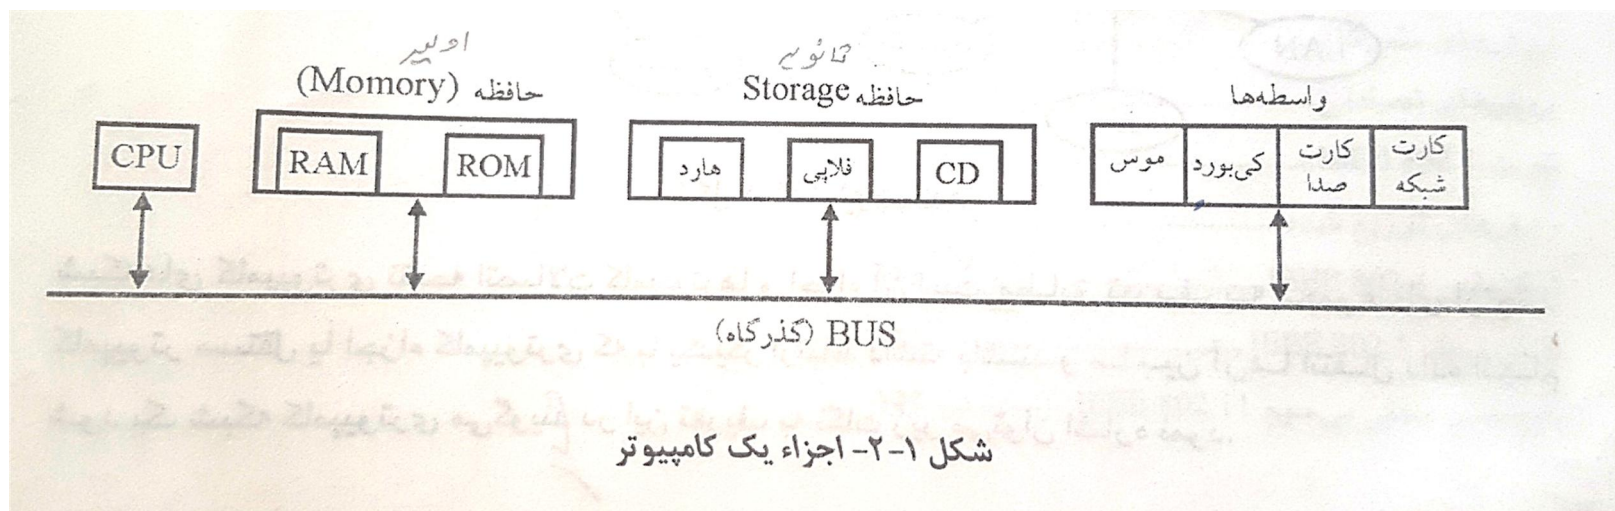 اولیه
ثانویه
حافظه (Momory)
حافظه Storage
واسطه‌ها
CPU
RAM
ROM
هارد
فلاپی
CD
موس
کی‌بورد
کارت صدا
کارت شبکه
BUS (گذرگاه)
شکل ۱-۲- اجزاء یک کامپیوتر